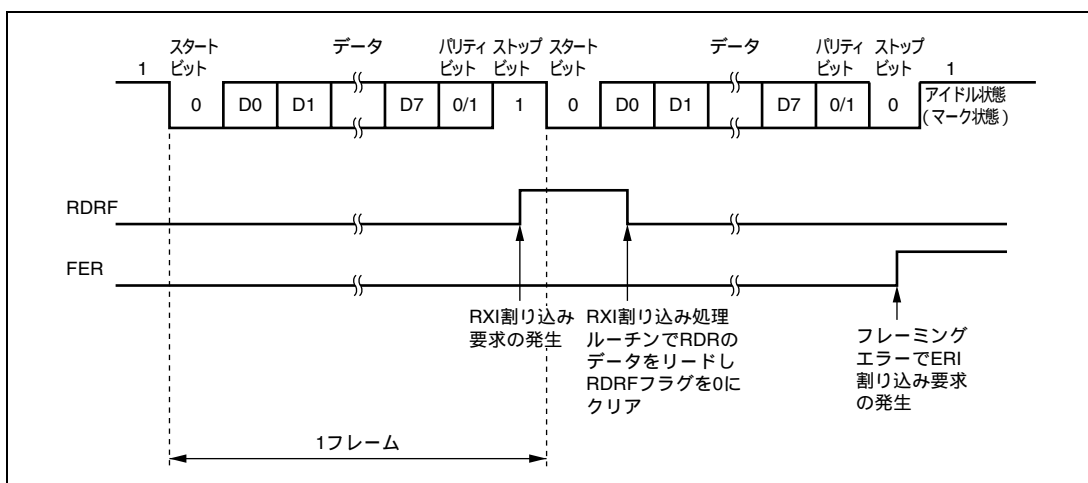 スタート
ビット
データ
パリティ
ビット
ストップ
ビット
スタート
ビット
データ
パリティ
ビット
ストップ
ビット
1
0
D0
D1
D7
0/1
1
0
D0
D1
D7
0/1
0
1
アイドル状態
(マーク状態)
RDRF
FER
RXI割り込み
要求の発生
RXI割り込み処理
ルーチンでRDRの
データをリードし
RDRFフラグを0に
クリア
フレーミング
エラーでERI
割り込み要求
の発生
1フレーム